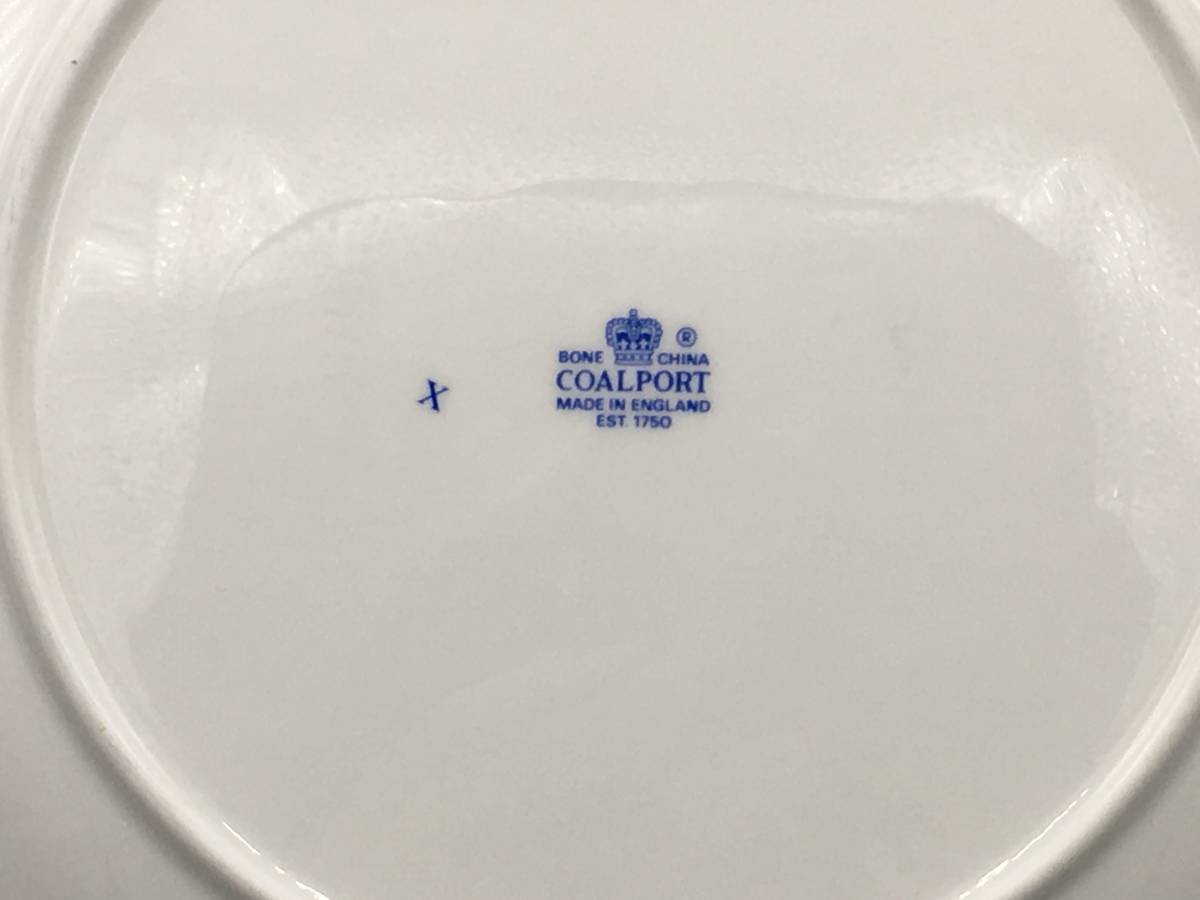 ®
BONE CHINA
COALPORT
MADE IN ENGLAND
EST. 1750
X